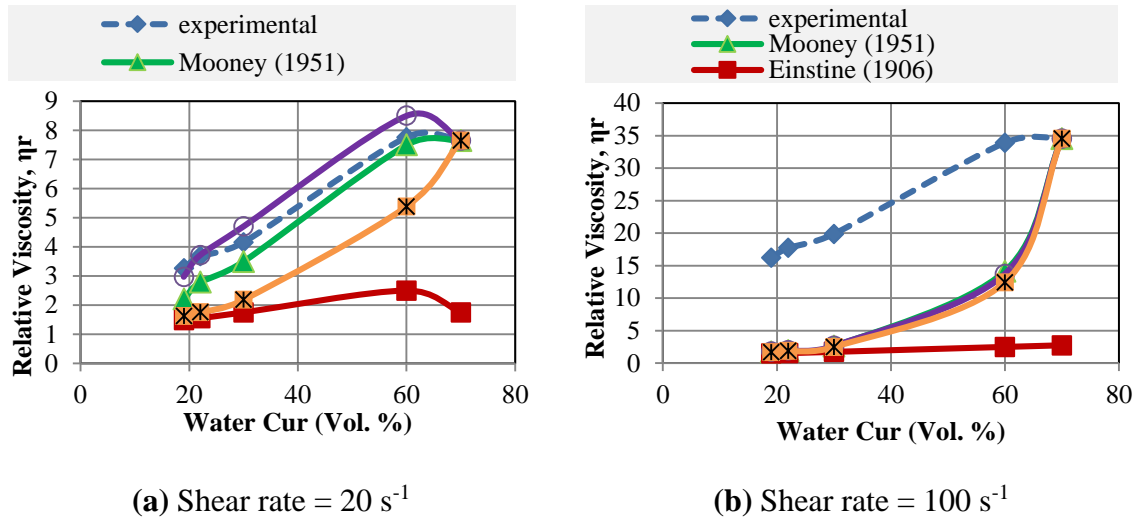 experimental
Mooney (1951)
9
8
7
6
5
4
3
2
1
0
0 20 40 60 80
Relative Viscosity, ηr
Water Cur (Vol. %)
(a) Shear rate = 20 s⁻¹
experimental
Mooney (1951)
Einstine (1906)
40
35
30
25
20
15
10
5
0
0 20 40 60 80
Relative Viscosity, ηr
Water Cur (Vol. %)
(b) Shear rate = 100 s⁻¹